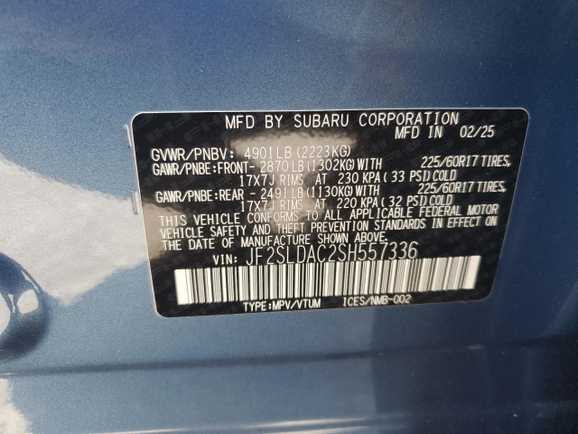 MFD BY SUBARU CORPORATION
MFD IN 02/25
GVWR/PNBV: 4901LB(2223KG)
GAWR/PNBE:FRONT- 2870LB(1302KG)WITH 225/60R17 TIRES,
17X7J RIMS AT 230 KPA (33 PSI)COLD
GAWR/PNBE:REAR - 2491LB(1130KG)WITH 225/60R17 TIRES,
17X7J RIMS AT 220 KPA (32 PSI)COLD
THIS VEHICLE CONFORMS TO ALL APPLICABLE FEDERAL MOTOR
VEHICLE SAFETY AND THEFT PREVENTION STANDARDS IN EFFECT ON
THE DATE OF MANUFACTURE SHOWN ABOVE.
VIN: JF2SLDAC2SH557336
TYPE:MPV/VTUM ICES/NMB-002